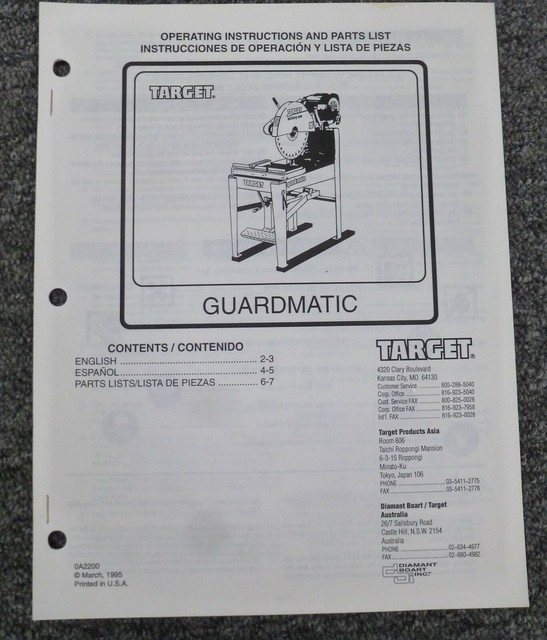 OPERATING INSTRUCTIONS AND PARTS LIST
INSTRUCCIONES DE OPERACIÓN Y LISTA DE PIEZAS
TARGET®
TARGET
TARGET
GUARDMATIC
CONTENTS / CONTENIDO
ENGLISH ........................................ 2-3
ESPAÑOL ........................................ 4-5
PARTS LISTS/LISTA DE PIEZAS ............ 6-7
TARGET®
4320 Clary Boulevard
Kansas City, MO 64130
Customer Service ........ 800-288-5040
Corp. Office ........ 816-923-5040
Cust. Service FAX ........ 800-825-0028
Corp. Office FAX ........ 816-923-7958
Int'l. FAX ........ 816-923-0028
Target Products Asia
Room 806
Taichi Roppongi Mansion
6-3-15 Roppongi
Minato-Ku
Tokyo, Japan 106
PHONE ........ 03-5411-2775
FAX ........ 03-5411-2776
Diamant Boart / Target
Australia
26/7 Salisbury Road
Castle Hill, N.S.W. 2154
Australia
PHONE ........ 02-634-4677
FAX ........ 02-680-4982
DIAMANT
BOART
INC.
0A2200
© March, 1995
Printed in U.S.A.